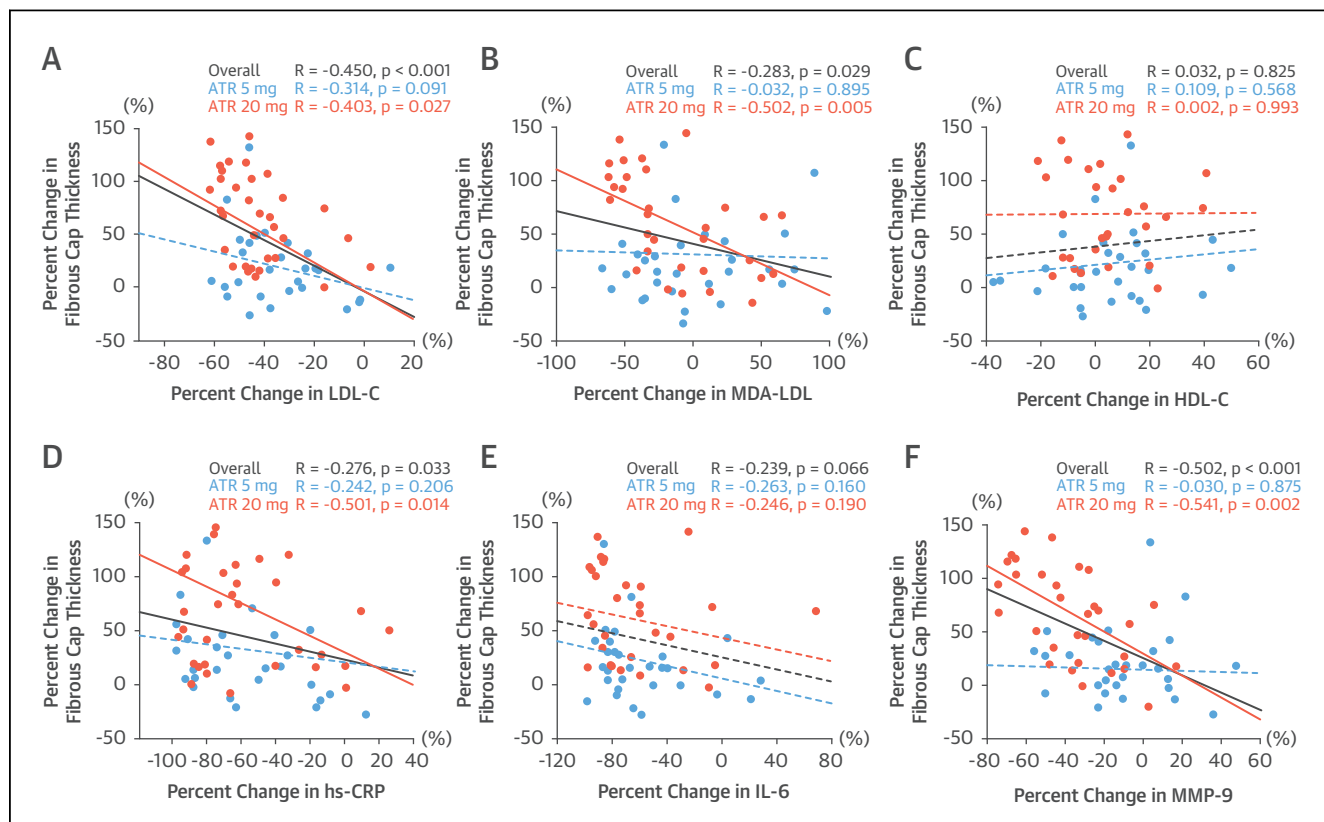 A
Overall R = -0.450, p < 0.001
ATR 5 mg R = -0.314, p = 0.091
ATR 20 mg R = -0.403, p = 0.027
(%)
Percent Change in
Fibrous Cap Thickness
150
100
50
0
-50
-80 -60 -40 -20 0 20
(%)
Percent Change in LDL-C
B
Overall R = -0.283, p = 0.029
ATR 5 mg R = -0.032, p = 0.895
ATR 20 mg R = -0.502, p = 0.005
(%)
Percent Change in
Fibrous Cap Thickness
150
100
50
0
-50
-100 -50 0 50 100
(%)
Percent Change in MDA-LDL
C
Overall R = 0.032, p = 0.825
ATR 5 mg R = 0.109, p = 0.568
ATR 20 mg R = 0.002, p = 0.993
(%)
Percent Change in
Fibrous Cap Thickness
150
100
50
0
-50
-40 -20 0 20 40 60
(%)
Percent Change in HDL-C
D
Overall R = -0.276, p = 0.033
ATR 5 mg R = -0.242, p = 0.206
ATR 20 mg R = -0.501, p = 0.014
(%)
Percent Change in
Fibrous Cap Thickness
150
100
50
0
-50
-100 -80 -60 -40 -20 0 20 40
(%)
Percent Change in hs-CRP
E
Overall R = -0.239, p = 0.066
ATR 5 mg R = -0.263, p = 0.160
ATR 20 mg R = -0.246, p = 0.190
(%)
Percent Change in
Fibrous Cap Thickness
150
100
50
0
-50
-120 -80 -40 0 40 80
(%)
Percent Change in IL-6
F
Overall R = -0.502, p < 0.001
ATR 5 mg R = -0.030, p = 0.875
ATR 20 mg R = -0.541, p = 0.002
(%)
Percent Change in
Fibrous Cap Thickness
150
100
50
0
-50
-80 -60 -40 -20 0 20 40 60
(%)
Percent Change in MMP-9